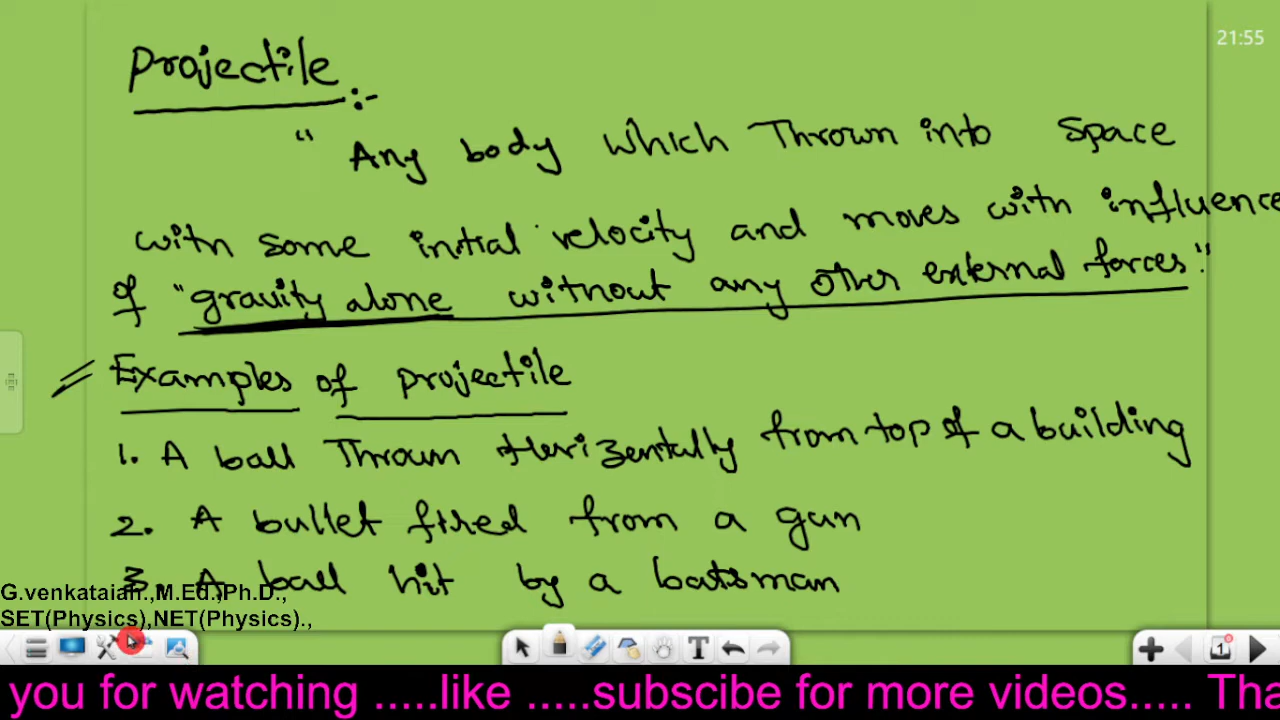 21:55
Projectile :-
" Any body which Thrown into space
with some initial velocity and moves with influence
of "gravity alone without any other external forces"
Examples of projectile
1. A ball Thrown Horizentally from top of a building
2. A bullet fired from a gun
3. A ball hit by a batsman
G.venkataiah.,M.Ed.,Ph.D.,
SET(Physics),NET(Physics).,
T
1
you for watching .....like .....subscibe for more videos..... Tha